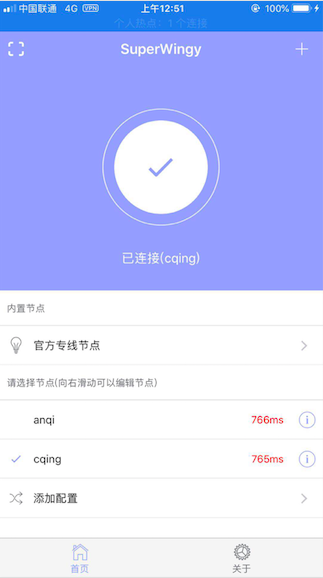 中国联通 4G VPN 上午12:51 100%
个人热点：1 个连接
SuperWingy
已连接(cqing)
内置节点
官方专线节点
请选择节点(向右滑动可以编辑节点)
anqi 766ms
cqing 765ms
添加配置
首页 关于